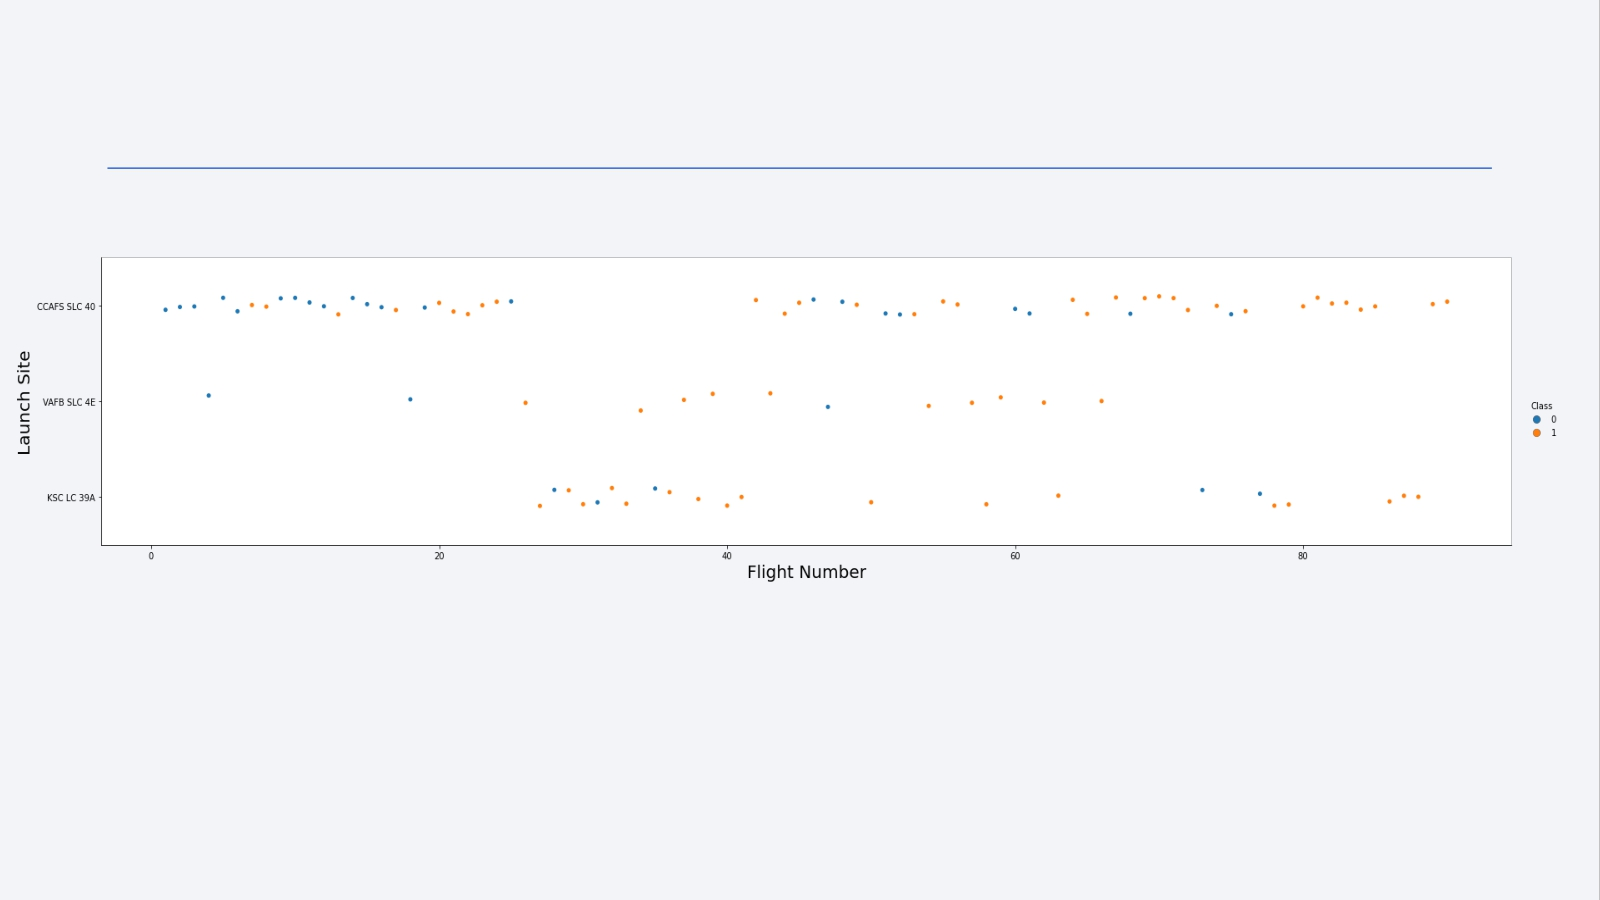 CCAFS SLC 40
VAFB SLC 4E
KSC LC 39A
Launch Site
0
20
40
60
80
Flight Number
Class
0
1